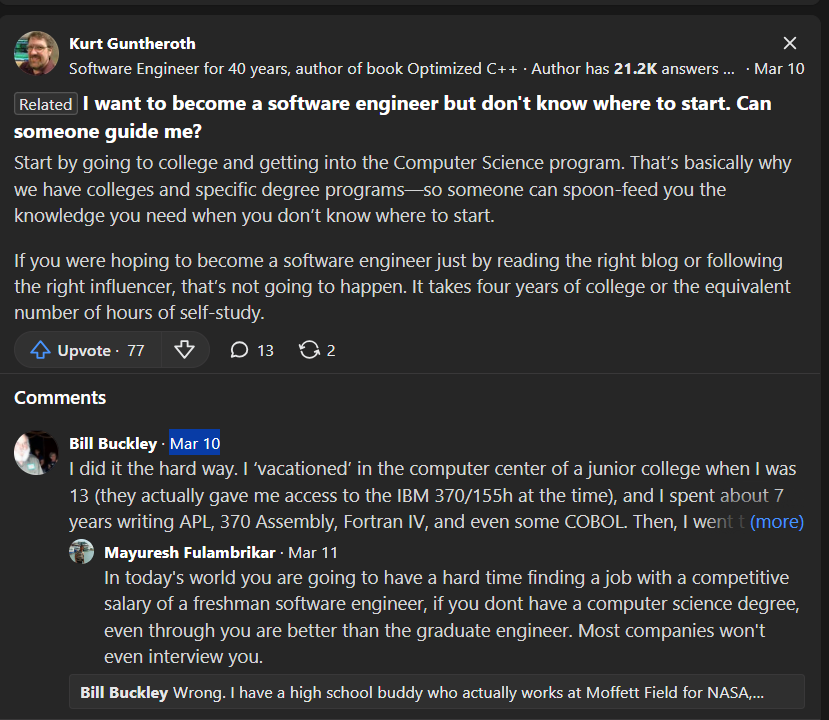 Kurt Guntheroth
Software Engineer for 40 years, author of book Optimized C++ · Author has 21.2K answers ... · Mar 10
Related I want to become a software engineer but don't know where to start. Can
someone guide me?
Start by going to college and getting into the Computer Science program. That’s basically why
we have colleges and specific degree programs—so someone can spoon-feed you the
knowledge you need when you don’t know where to start.
If you were hoping to become a software engineer just by reading the right blog or following
the right influencer, that’s not going to happen. It takes four years of college or the equivalent
number of hours of self-study.
Upvote · 77 13 2
Comments
Bill Buckley · Mar 10
I did it the hard way. I ‘vacationed’ in the computer center of a junior college when I was
13 (they actually gave me access to the IBM 370/155h at the time), and I spent about 7
years writing APL, 370 Assembly, Fortran IV, and even some COBOL. Then, I went t (more)
Mayuresh Fulambrikar · Mar 11
In today's world you are going to have a hard time finding a job with a competitive
salary of a freshman software engineer, if you dont have a computer science degree,
even through you are better than the graduate engineer. Most companies won't
even interview you.
Bill Buckley Wrong. I have a high school buddy who actually works at Moffett Field for NASA,...